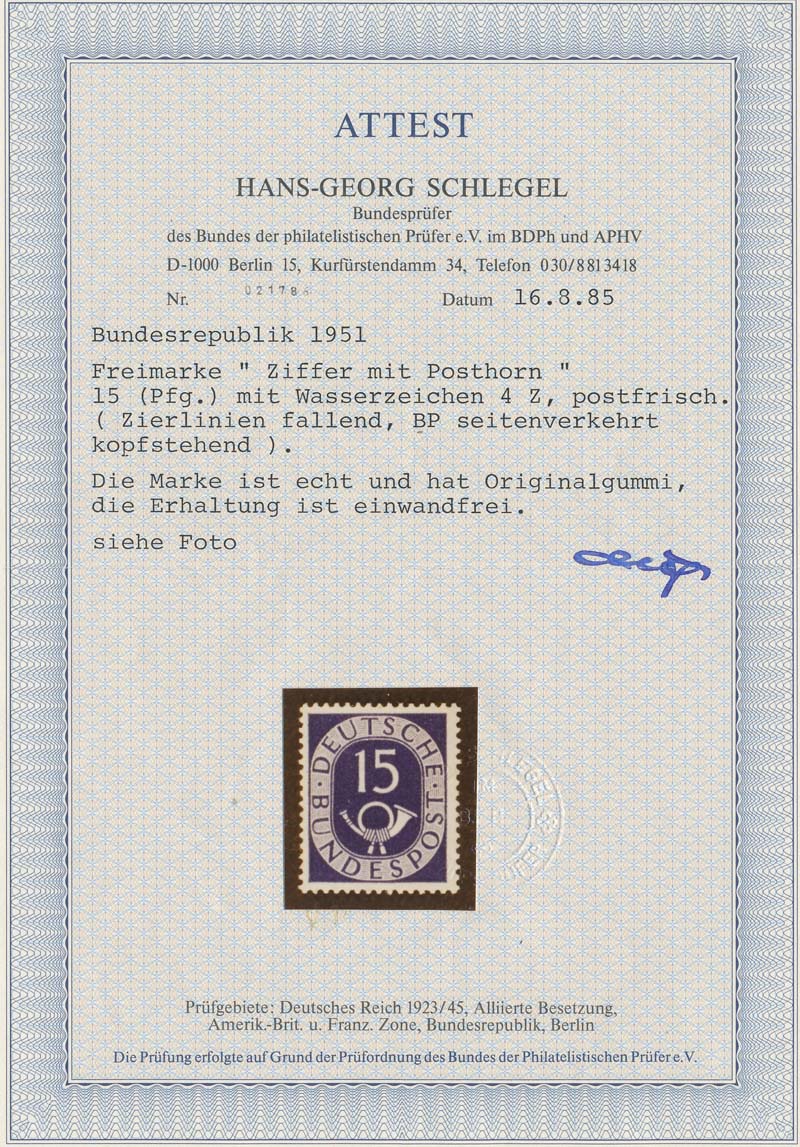 ATTEST
HANS-GEORG SCHLEGEL
Bundesprüfer
des Bundes der philatelistischen Prüfer e.V. im BDPh und APHV
D-1000 Berlin 15, Kurfürstendamm 34, Telefon 030/8813418
Nr. 02178 Datum 16.8.85
Bundesrepublik 1951
Freimarke " Ziffer mit Posthorn "
15 (Pfg.) mit Wasserzeichen 4 Z, postfrisch.
( Zierlinien fallend, BP seitenverkehrt
kopfstehend ).
Die Marke ist echt und hat Originalgummi,
die Erhaltung ist einwandfrei.
siehe Foto
DEUTSCHE
15
BUNDESPOST
Prüfgebiete: Deutsches Reich 1923/45, Alliierte Besetzung,
Amerik.-Brit. u. Franz. Zone, Bundesrepublik, Berlin
Die Prüfung erfolgte auf Grund der Prüfordnung des Bundes der Philatelistischen Prüfer e.V.